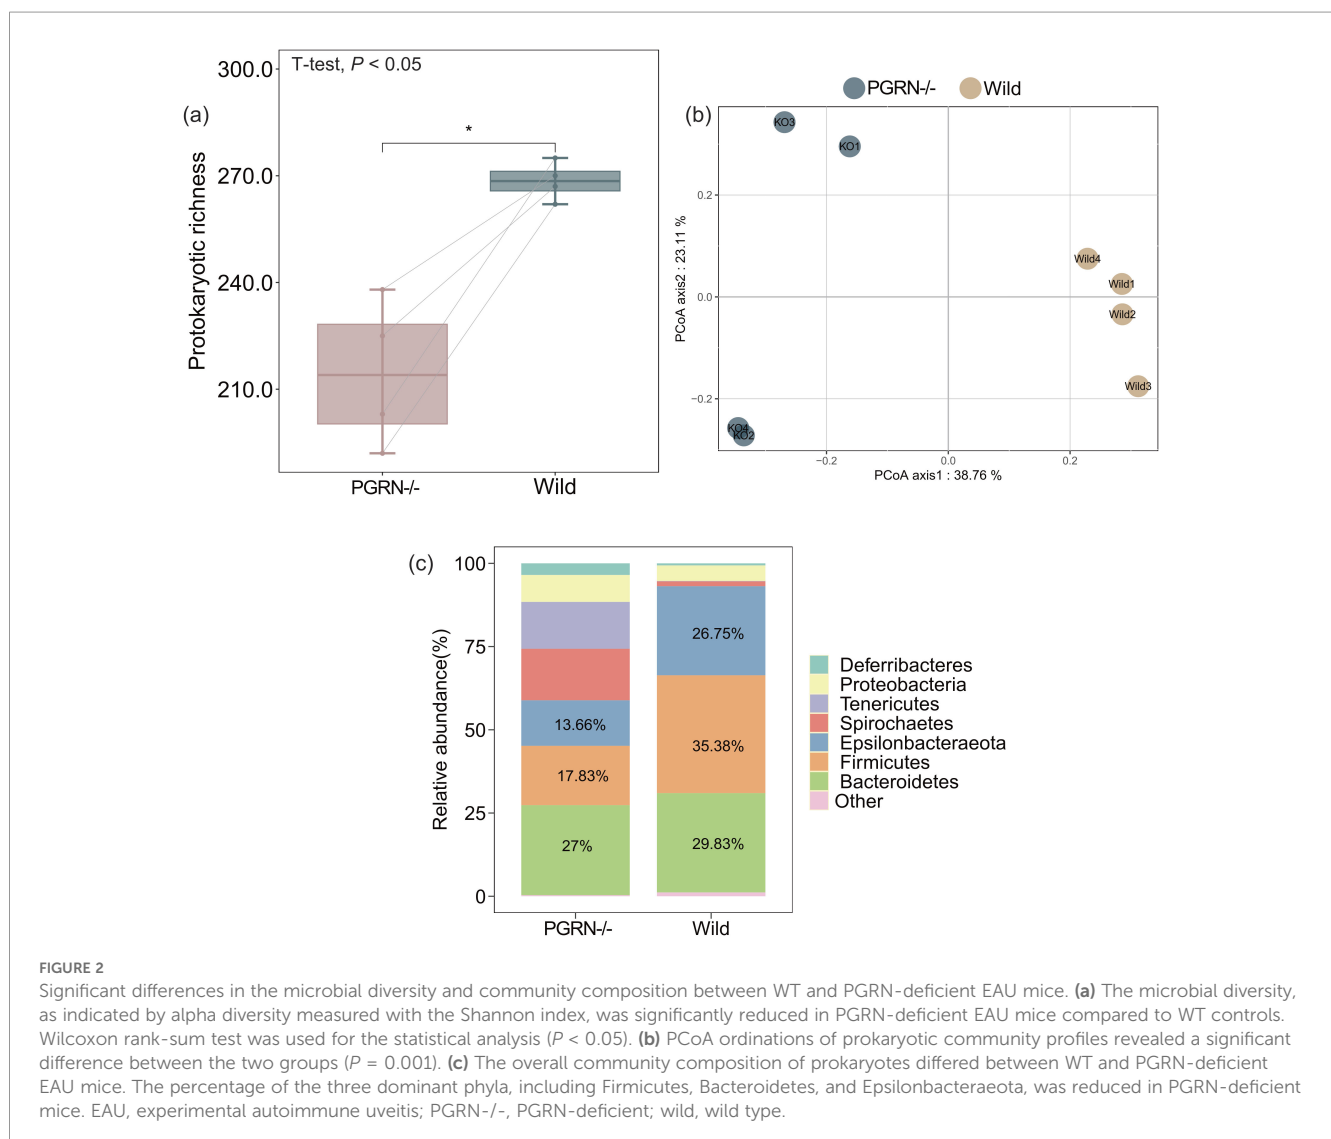 (a)
T-test, P < 0.05
*
300.0
270.0
240.0
210.0
Protokaryotic richness
PGRN-/-
Wild
(b)
PGRN-/-
Wild
KO3
KO1
Wild4
Wild1
Wild2
Wild3
KO4
KO2
0.2
0.0
−0.2
PCoA axis2 : 23.11 %
−0.2
0.0
0.2
PCoA axis1 : 38.76 %
(c)
100
75
50
25
0
Relative abundance(%)
13.66%
17.83%
27%
26.75%
35.38%
29.83%
PGRN-/-
Wild
Deferribacteres
Proteobacteria
Tenericutes
Spirochaetes
Epsilonbacteraeota
Firmicutes
Bacteroidetes
Other
FIGURE 2
Significant differences in the microbial diversity and community composition between WT and PGRN-deficient EAU mice. (a) The microbial diversity,
as indicated by alpha diversity measured with the Shannon index, was significantly reduced in PGRN-deficient EAU mice compared to WT controls.
Wilcoxon rank-sum test was used for the statistical analysis (P < 0.05). (b) PCoA ordinations of prokaryotic community profiles revealed a significant
difference between the two groups (P = 0.001). (c) The overall community composition of prokaryotes differed between WT and PGRN-deficient
EAU mice. The percentage of the three dominant phyla, including Firmicutes, Bacteroidetes, and Epsilonbacteraeota, was reduced in PGRN-deficient
mice. EAU, experimental autoimmune uveitis; PGRN-/-, PGRN-deficient; wild, wild type.